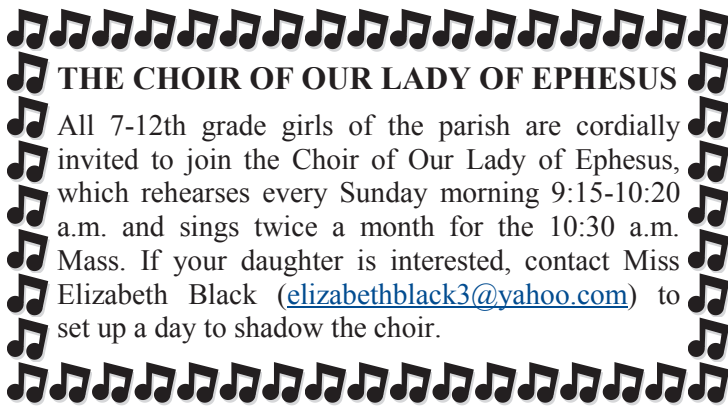 THE CHOIR OF OUR LADY OF EPHESUS
All 7-12th grade girls of the parish are cordially
invited to join the Choir of Our Lady of Ephesus,
which rehearses every Sunday morning 9:15-10:20
a.m. and sings twice a month for the 10:30 a.m.
Mass. If your daughter is interested, contact Miss
Elizabeth Black (elizabethblack3@yahoo.com) to
set up a day to shadow the choir.